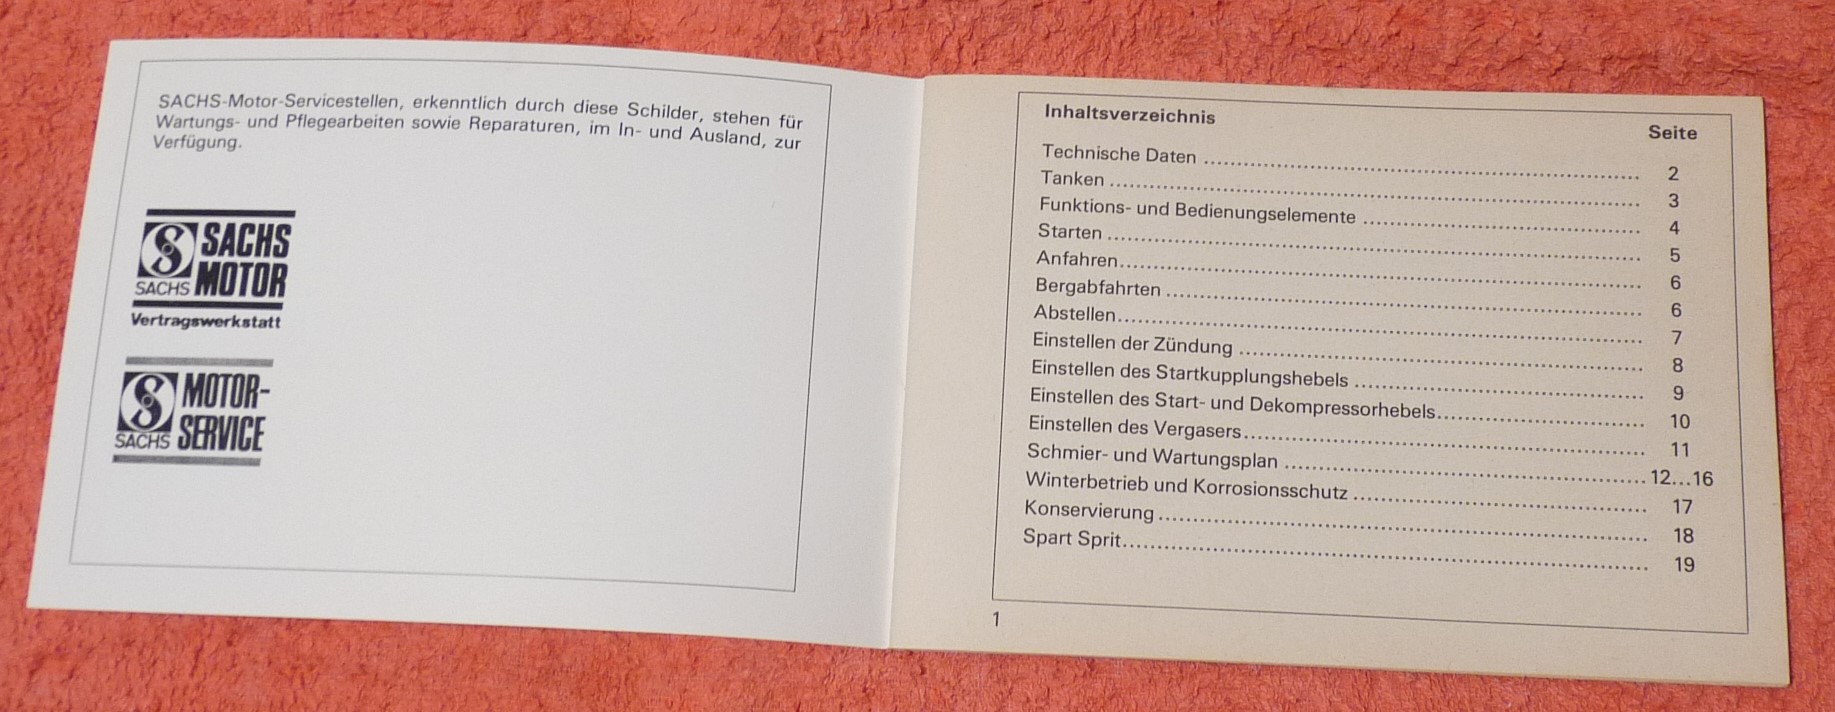 SACHS-Motor-Servicestellen, erkenntlich durch diese Schilder, stehen für
Wartungs- und Pflegearbeiten sowie Reparaturen, im In- und Ausland, zur
Verfügung.
SACHS
MOTOR
SACHS
Vertragswerkstatt
MOTOR-
SERVICE
SACHS
Inhaltsverzeichnis
Seite
Technische Daten ........ 2
Tanken ........ 3
Funktions- und Bedienungselemente ........ 4
Starten ........ 5
Anfahren ........ 6
Bergabfahrten ........ 6
Abstellen ........ 7
Einstellen der Zündung ........ 8
Einstellen des Startkupplungshebels ........ 9
Einstellen des Start- und Dekompressorhebels ........ 10
Einstellen des Vergasers ........ 11
Schmier- und Wartungsplan ........ 12...16
Winterbetrieb und Korrosionsschutz ........ 17
Konservierung ........ 18
Spart Sprit ........ 19
1